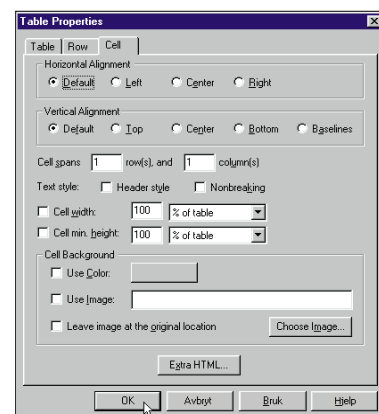 Table Properties
Table Row Cell
Horizontal Alignment
Default Left Center Right
Vertical Alignment
Default Top Center Bottom Baselines
Cell spans 1 row(s), and 1 column(s)
Text style: Header style Nonbreaking
Cell width: 100 % of table
Cell min. height: 100 % of table
Cell Background
Use Color:
Use Image:
Leave image at the original location Choose Image...
Extra HTML...
OK Avbryt Bruk Hjelp